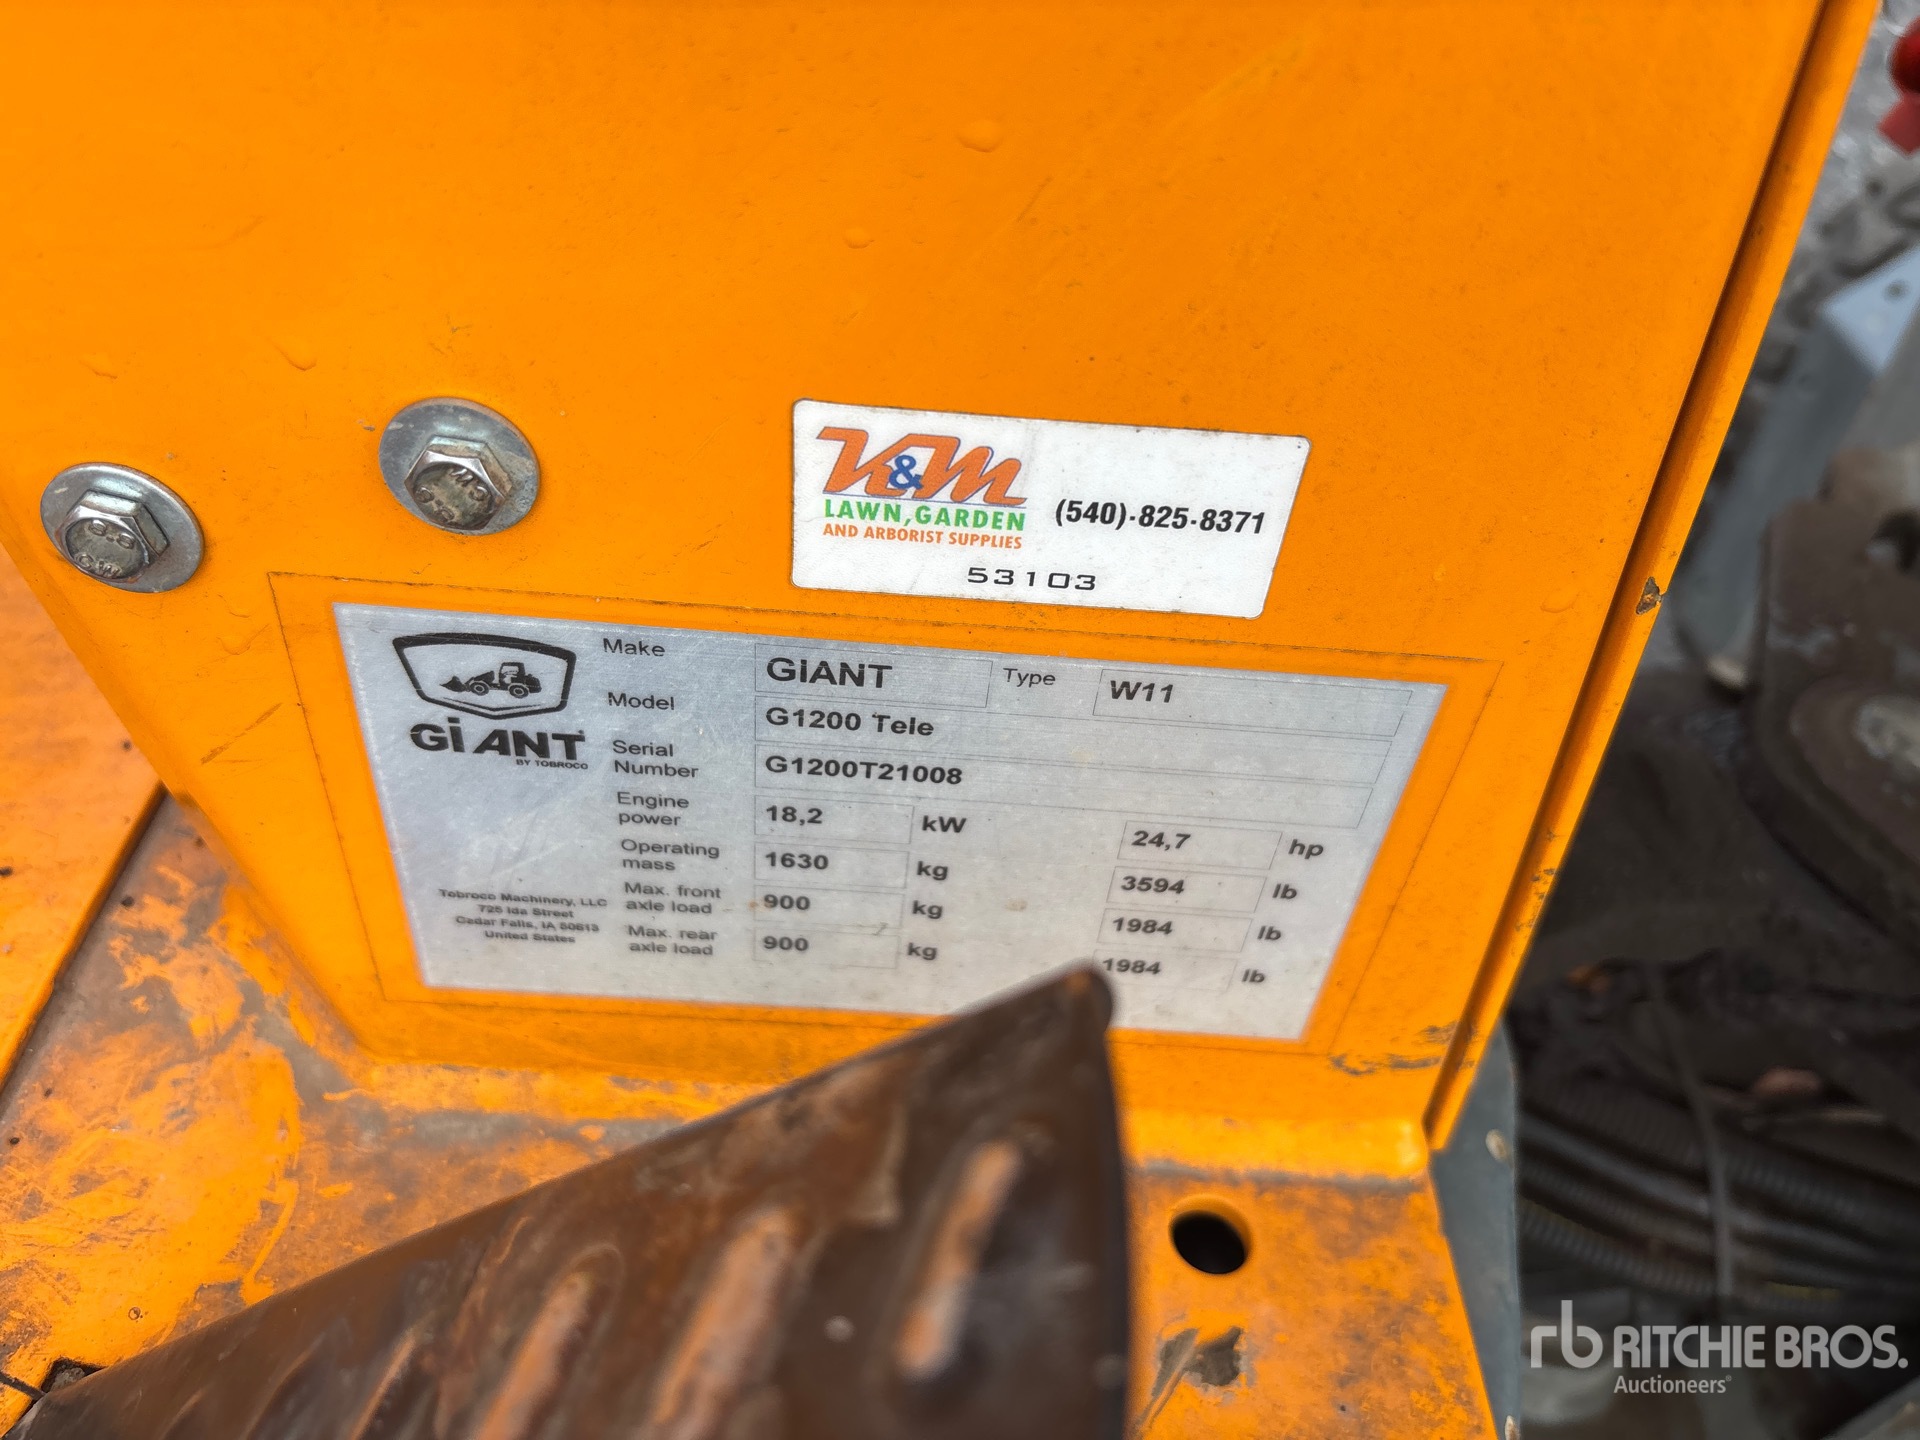 K&M
LAWN, GARDEN
AND ARBORIST SUPPLIES
(540)-825-8371
53103
GiANT
BY TOBROCO
Tobroco Machinery, LLC
725 Ida Street
Cedar Falls, IA 50613
United States
Make GiANT Type W11
Model G1200 Tele
Serial Number G1200T21008
Engine power 18,2 kW 24,7 hp
Operating mass 1630 kg 3594 lb
Max. front axle load 900 kg 1984 lb
Max. rear axle load 900 kg 1984 lb
8.8
rb RITCHIE BROS.
Auctioneers